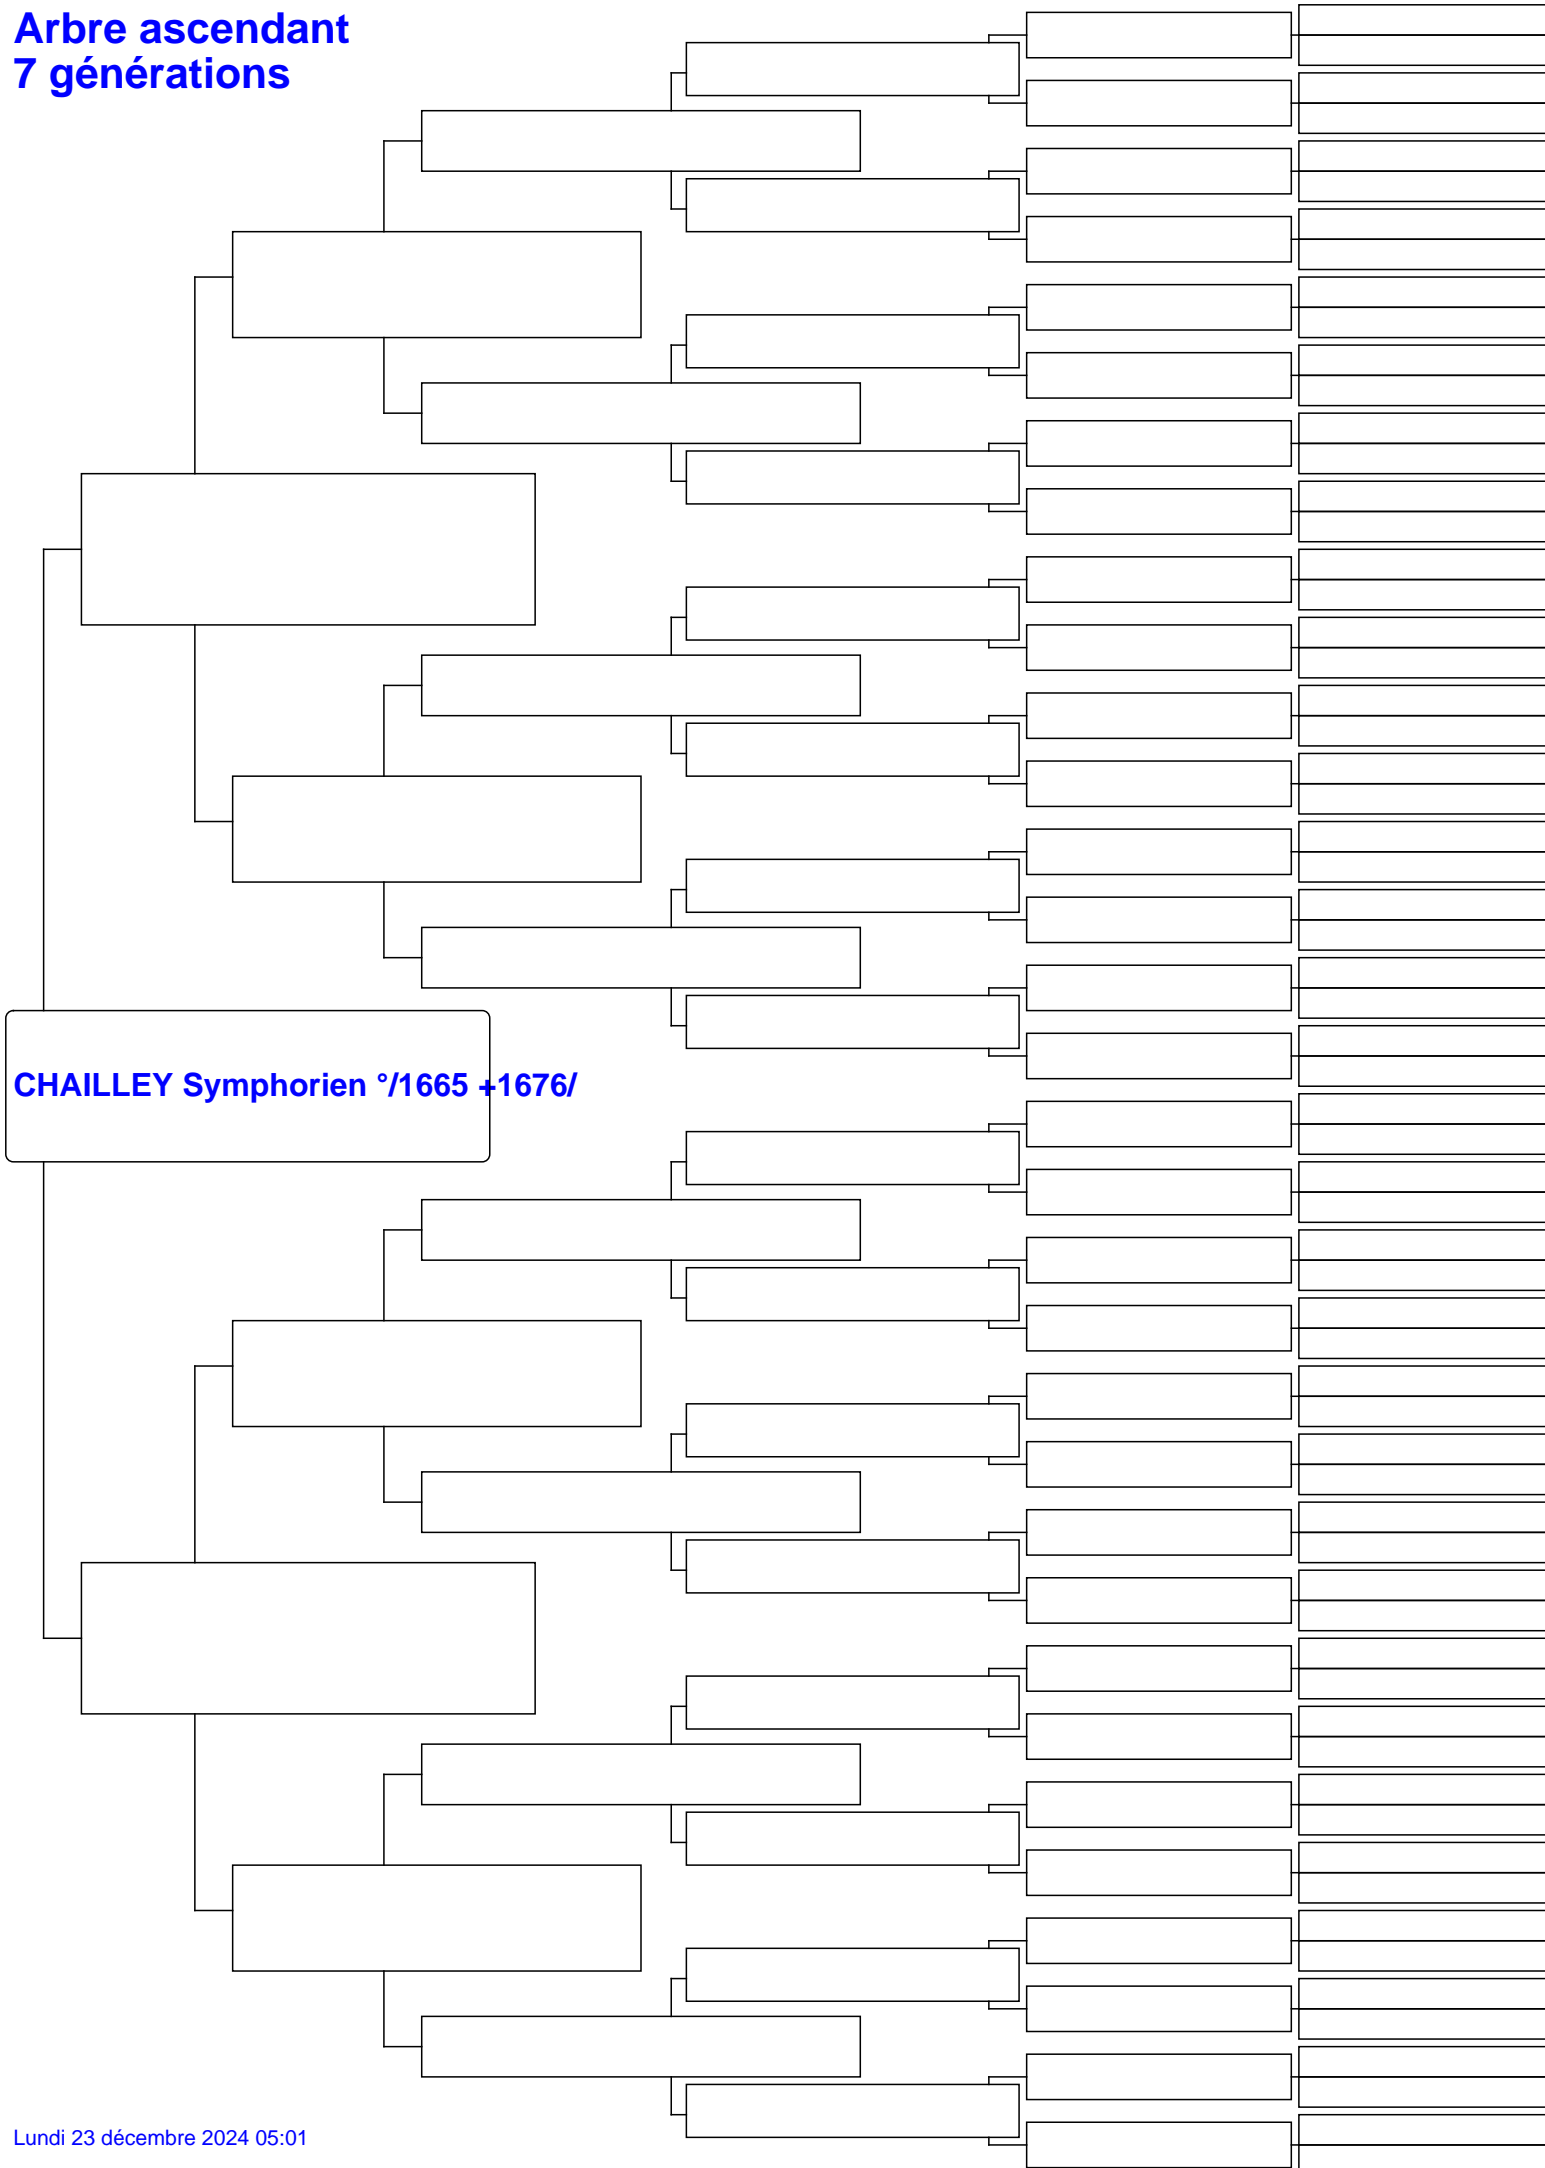 Arbre ascendant
7 générations
CHAILLEY Symphorien °/1665 +1676/
Lundi 23 décembre 2024 05:01